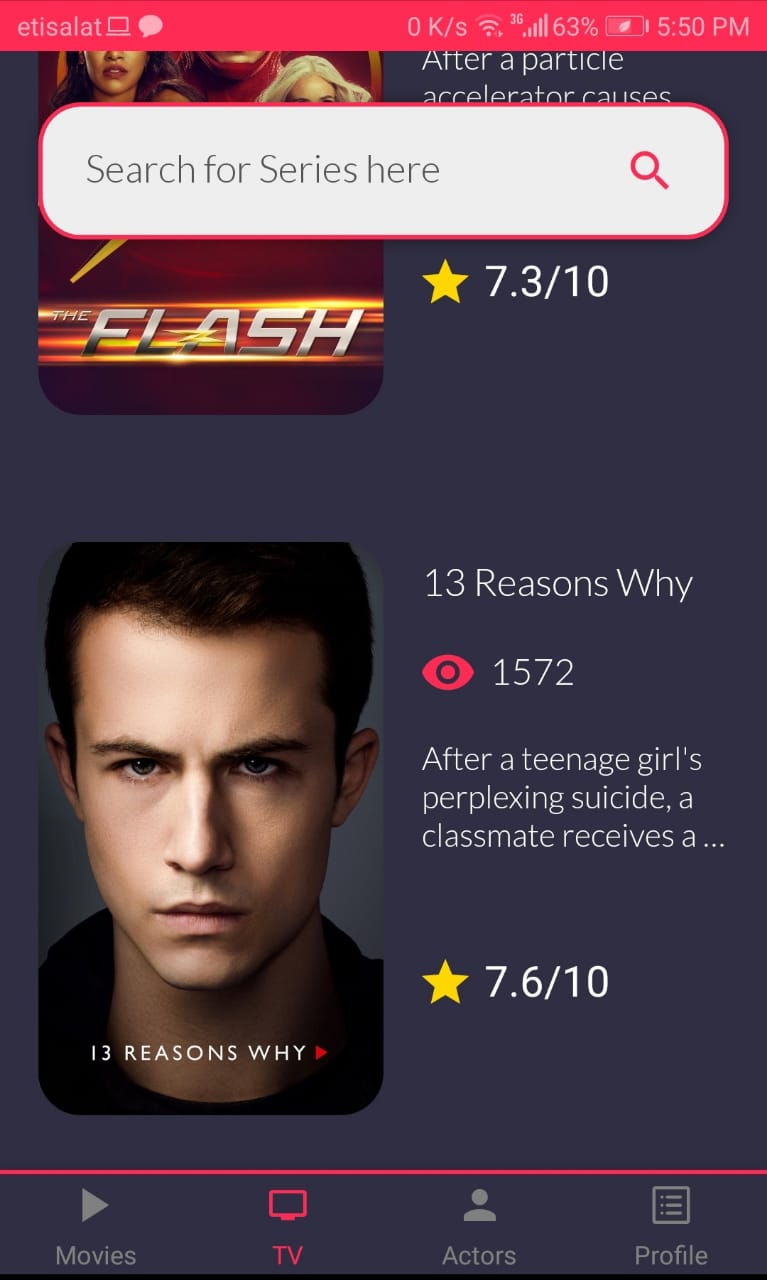 etisalat
0 K/s 3G 63% 5:50 PM
After a particle
accelerator causes
Search for Series here
7.3/10
THE FLASH
13 Reasons Why
1572
After a teenage girl's
perplexing suicide, a
classmate receives a ...
7.6/10
13 REASONS WHY
Movies
TV
Actors
Profile